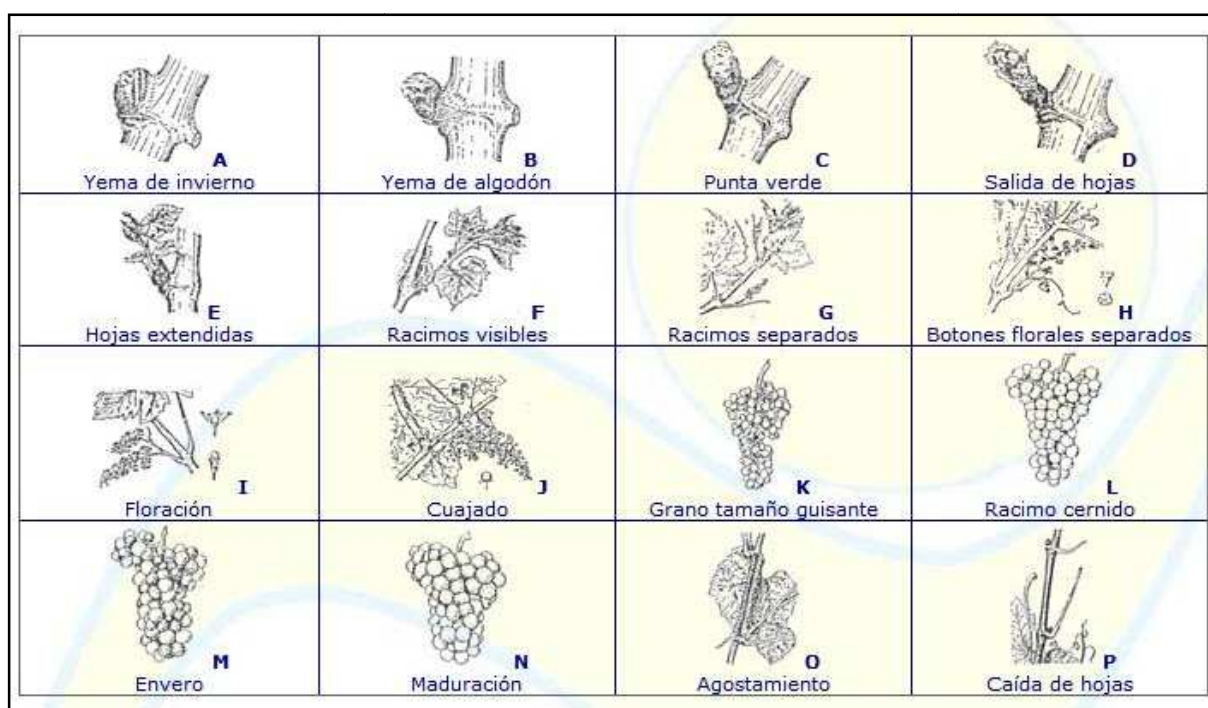 A
Yema de invierno
B
Yema de algodón
C
Punta verde
D
Salida de hojas
E
Hojas extendidas
F
Racimos visibles
G
Racimos separados
H
Botones florales separados
I
Floración
J
Cuajado
K
Grano tamaño guisante
L
Racimo cernido
M
Envero
N
Maduración
O
Agostamiento
P
Caída de hojas